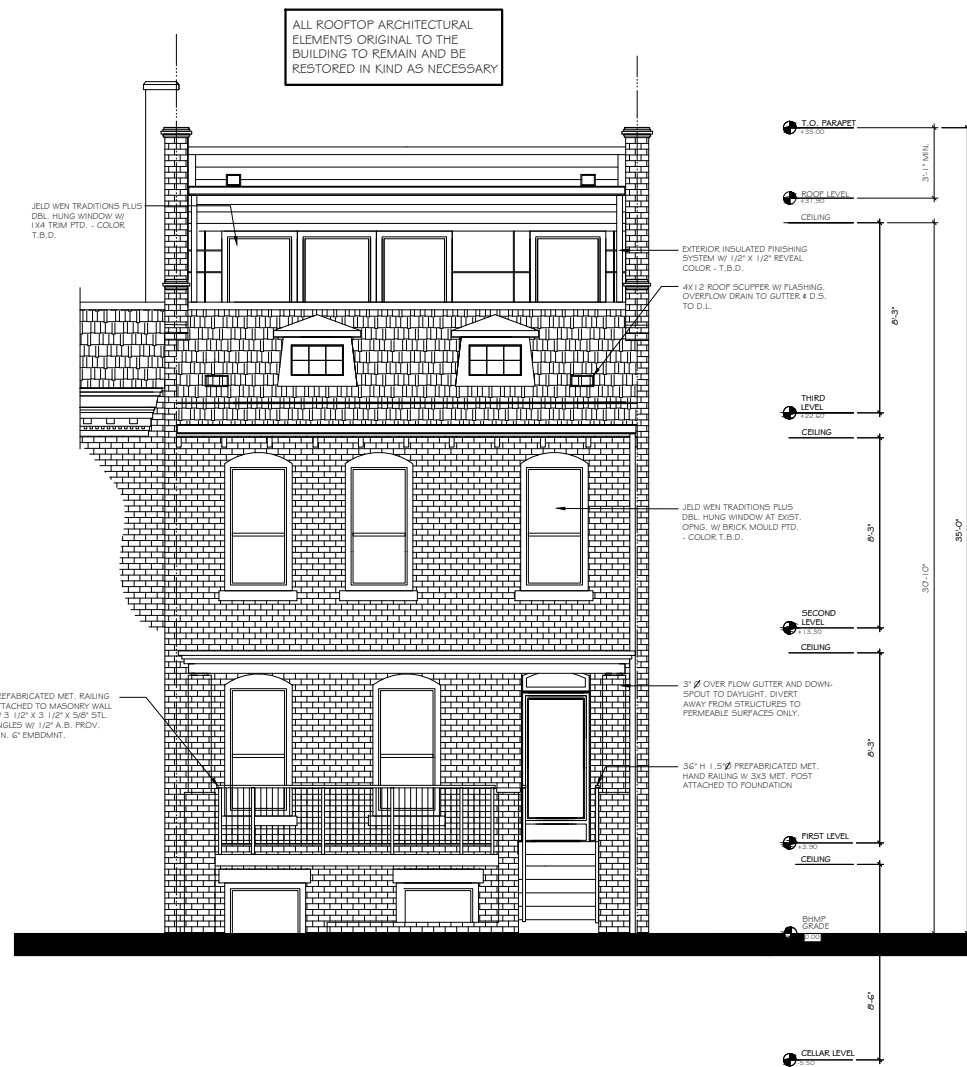 ALL ROOFTOP ARCHITECTURAL
ELEMENTS ORIGINAL TO THE
BUILDING TO REMAIN AND BE
RESTORED IN KIND AS NECESSARY
JELD WEN TRADITIONS PLUS
DBL. HUNG WINDOW W/
1X4 TRIM PTD. - COLOR
T.B.D.
EXTERIOR INSULATED FINISHING
SYSTEM W/ 1/2" X 1/2" REVEAL
COLOR - T.B.D.
4X12 ROOF SCUPPER W/ FLASHING.
OVERFLOW DRAIN TO GUTTER & D.S.
TO D.L.
JELD WEN TRADITIONS PLUS
DBL. HUNG WINDOW AT EXIST.
OPNG. W/ BRICK MOULD PTD.
- COLOR T.B.D.
REFABRICATED MET. RAILING
TTACHED TO MASONRY WALL
/ 3 1/2" X 3 1/2" X 5/8" STL.
NGLES W/ 1/2" A.B. PROV.
N. 6" EMBDMNT.
3" Ø OVER FLOW GUTTER AND DOWN-
SPOUT TO DAYLIGHT. DIVERT
AWAY FROM STRUCTURES TO
PERMEABLE SURFACES ONLY.
36" H 1.5"Ø PREFABRICATED MET.
HAND RAILING W 3X3 MET. POST
ATTACHED TO FOUNDATION
T.O. PARAPET
+35.00
3'-1" MIN.
ROOF LEVEL
+31.90
CEILING
8'-3"
THIRD
LEVEL
+22.60
CEILING
8'-3"
35'-0"
30'-10"
SECOND
LEVEL
+13.30
CEILING
8'-3"
FIRST LEVEL
+3.90
CEILING
BHMP
GRADE
0.00
8'-6"
CELLAR LEVEL
-5.50